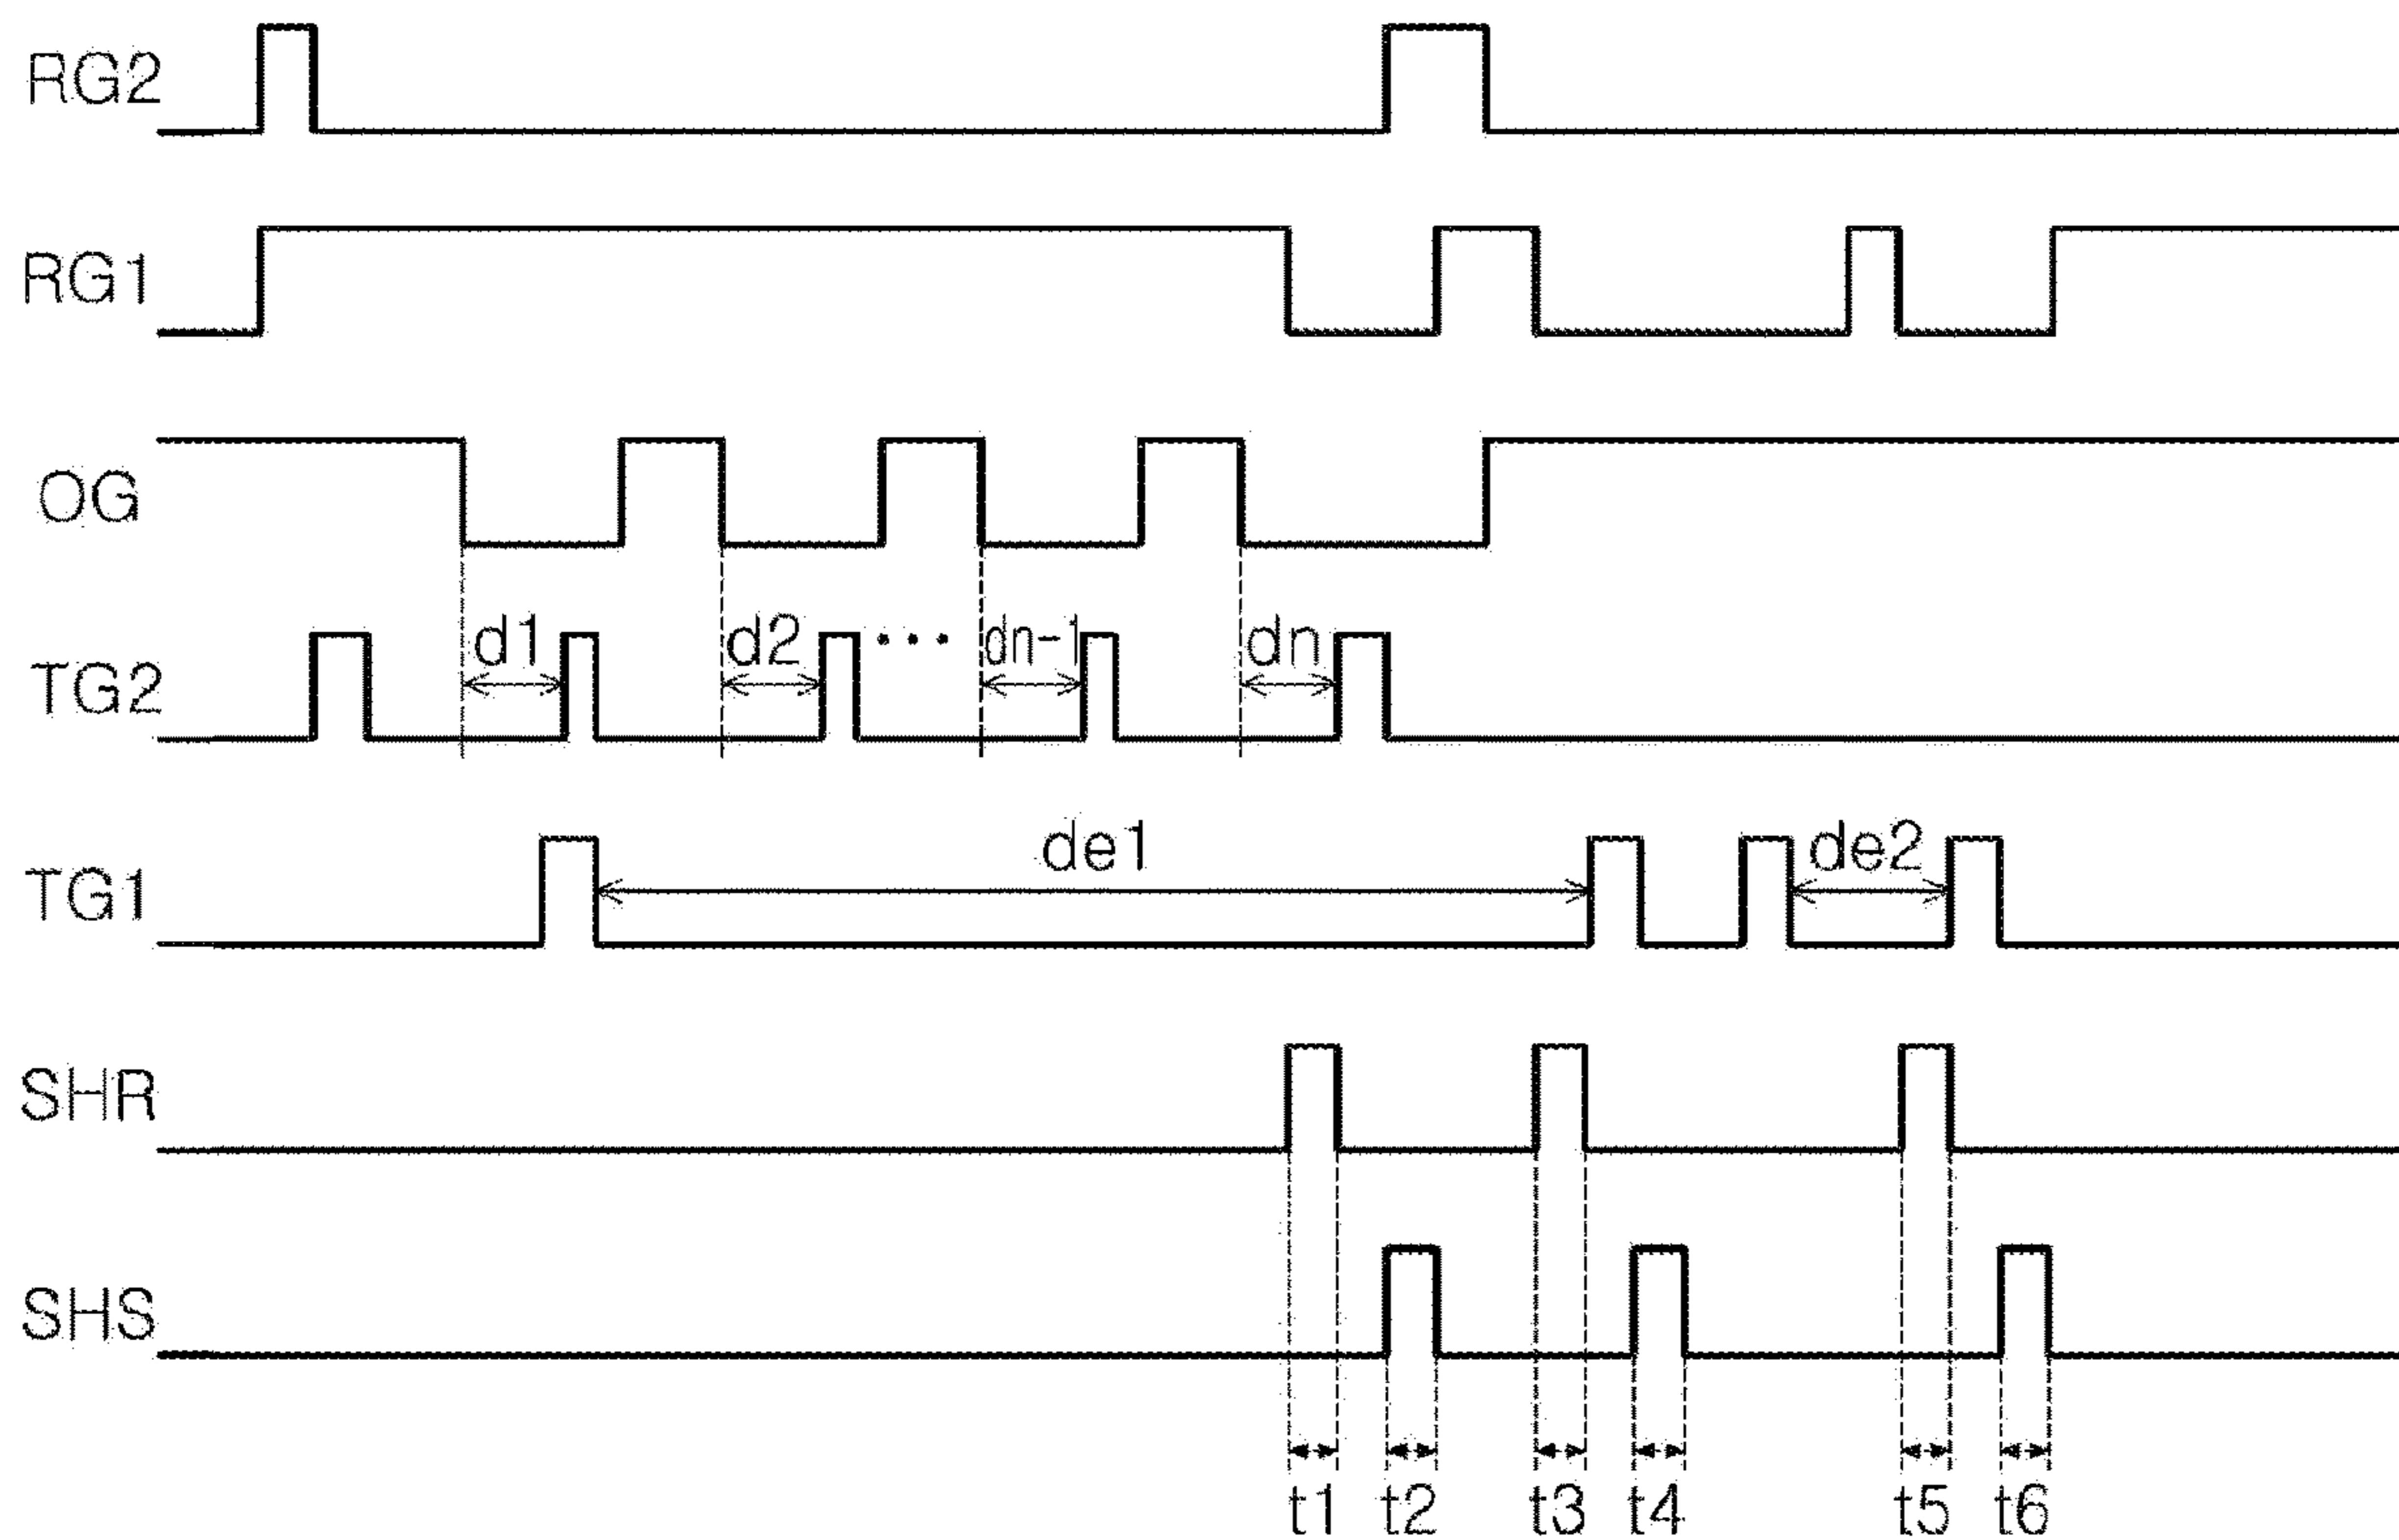 RG2
RG1
OG
d1 d2 ··· dn-1 dn
TG2
de1 de2
TG1
SHR
SHS
t1 t2 t3 t4 t5 t6